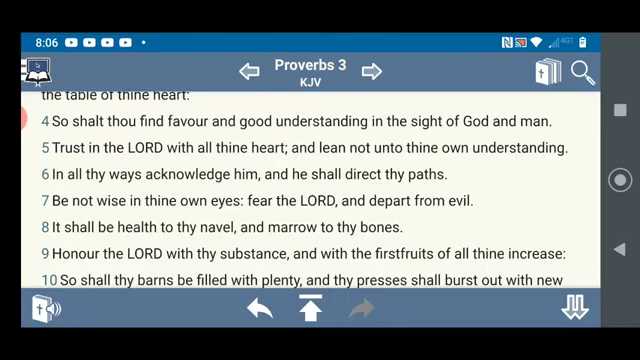 8:06
4G
Proverbs 3
KJV
the table of thine heart:
4 So shalt thou find favour and good understanding in the sight of God and man.
5 Trust in the LORD with all thine heart; and lean not unto thine own understanding.
6 In all thy ways acknowledge him, and he shall direct thy paths.
7 Be not wise in thine own eyes: fear the LORD, and depart from evil.
8 It shall be health to thy navel, and marrow to thy bones.
9 Honour the LORD with thy substance, and with the firstfruits of all thine increase:
10 So shall thy barns be filled with plenty, and thy presses shall burst out with new